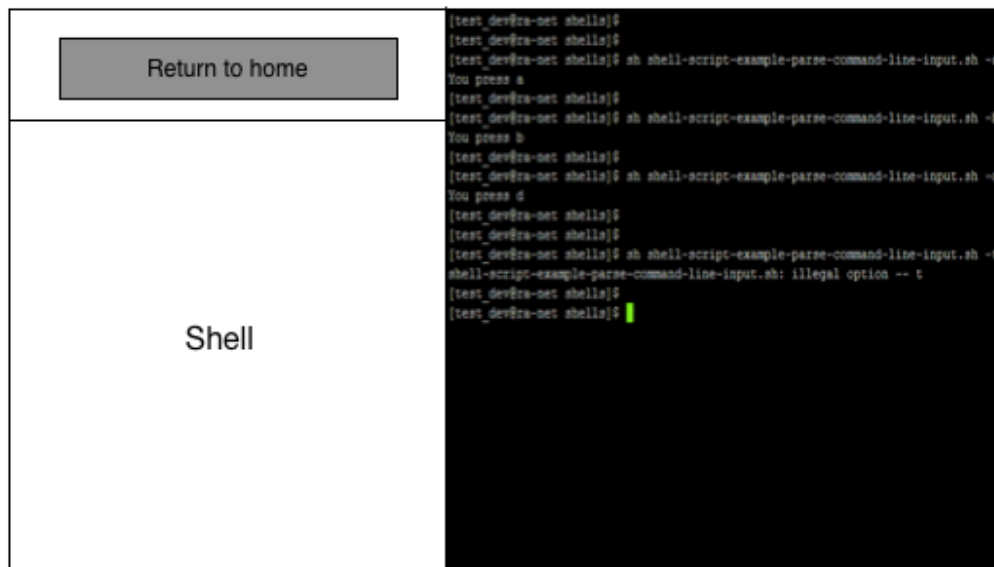 Return to home
Shell
[test_dev@ra-net shells]$
[test_dev@ra-net shells]$
[test_dev@ra-net shells]$ sh shell-script-example-parse-command-line-input.sh -a
You press a
[test_dev@ra-net shells]$
[test_dev@ra-net shells]$ sh shell-script-example-parse-command-line-input.sh -b
You press b
[test_dev@ra-net shells]$
[test_dev@ra-net shells]$ sh shell-script-example-parse-command-line-input.sh -
You press d
[test_dev@ra-net shells]$
[test_dev@ra-net shells]$
[test_dev@ra-net shells]$ sh shell-script-example-parse-command-line-input.sh -t
shell-script-example-parse-command-line-input.sh: illegal option -- t
[test_dev@ra-net shells]$
[test_dev@ra-net shells]$